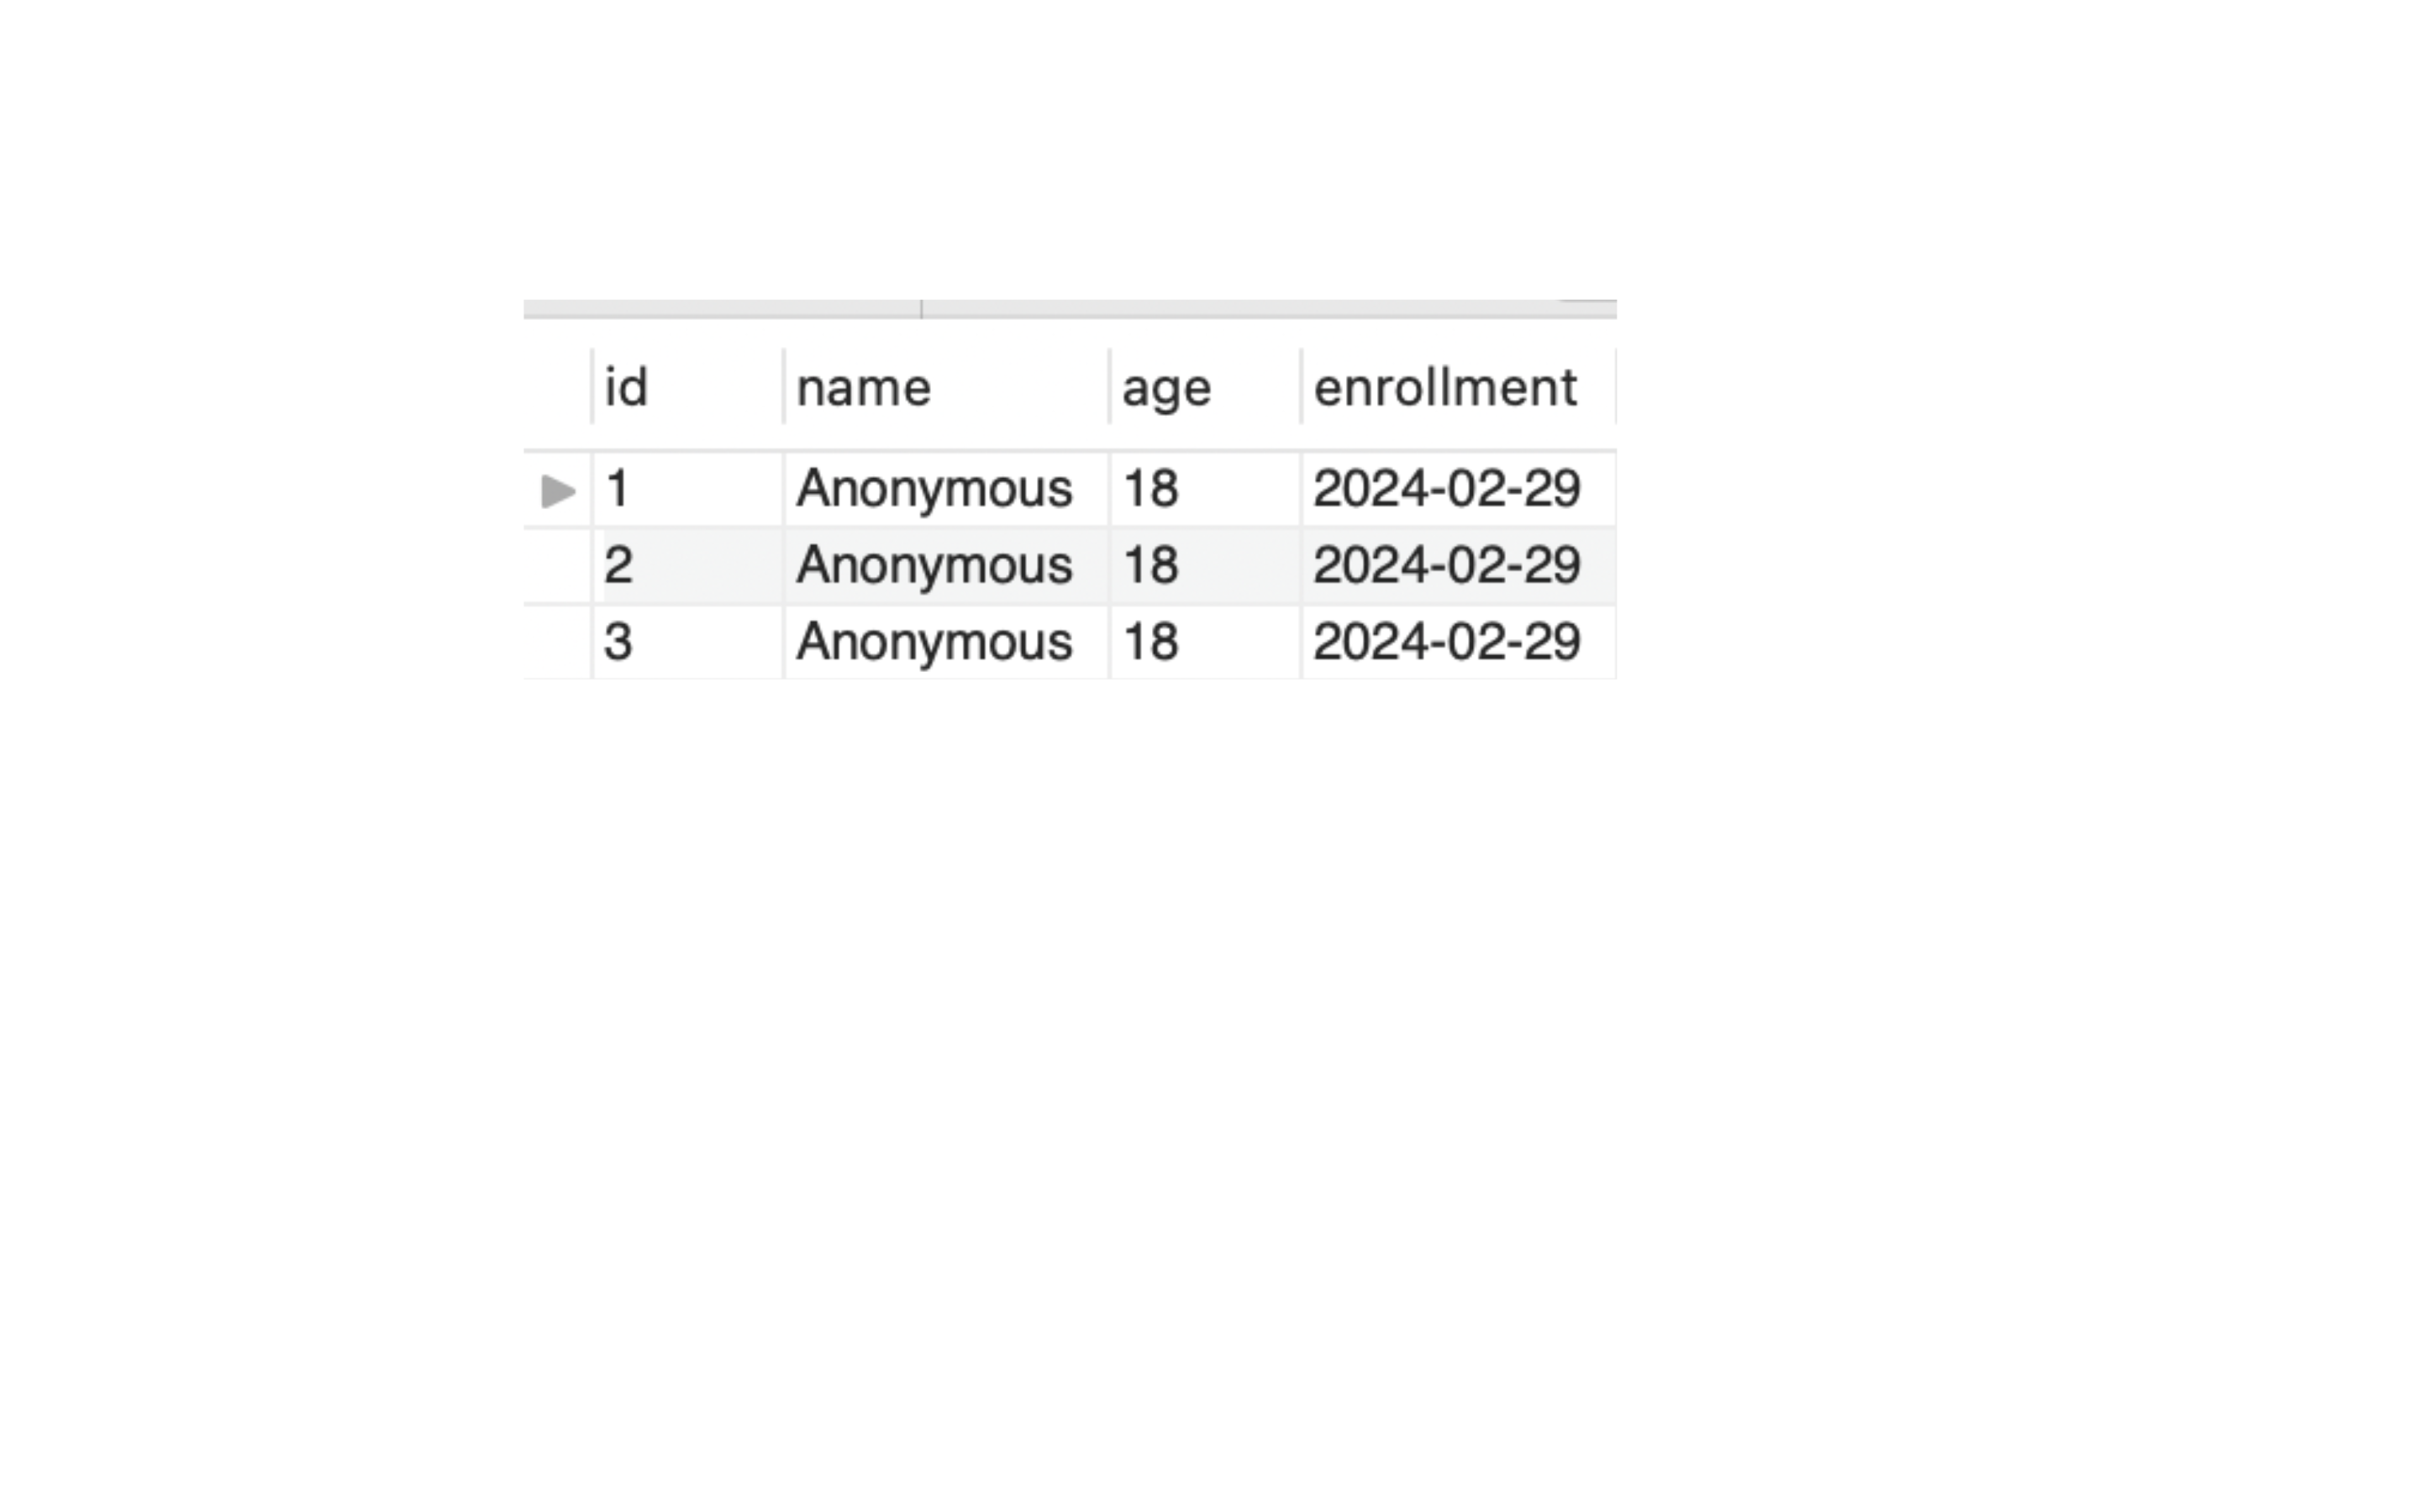 id name age enrollment
1 Anonymous 18 2024-02-29
2 Anonymous 18 2024-02-29
3 Anonymous 18 2024-02-29